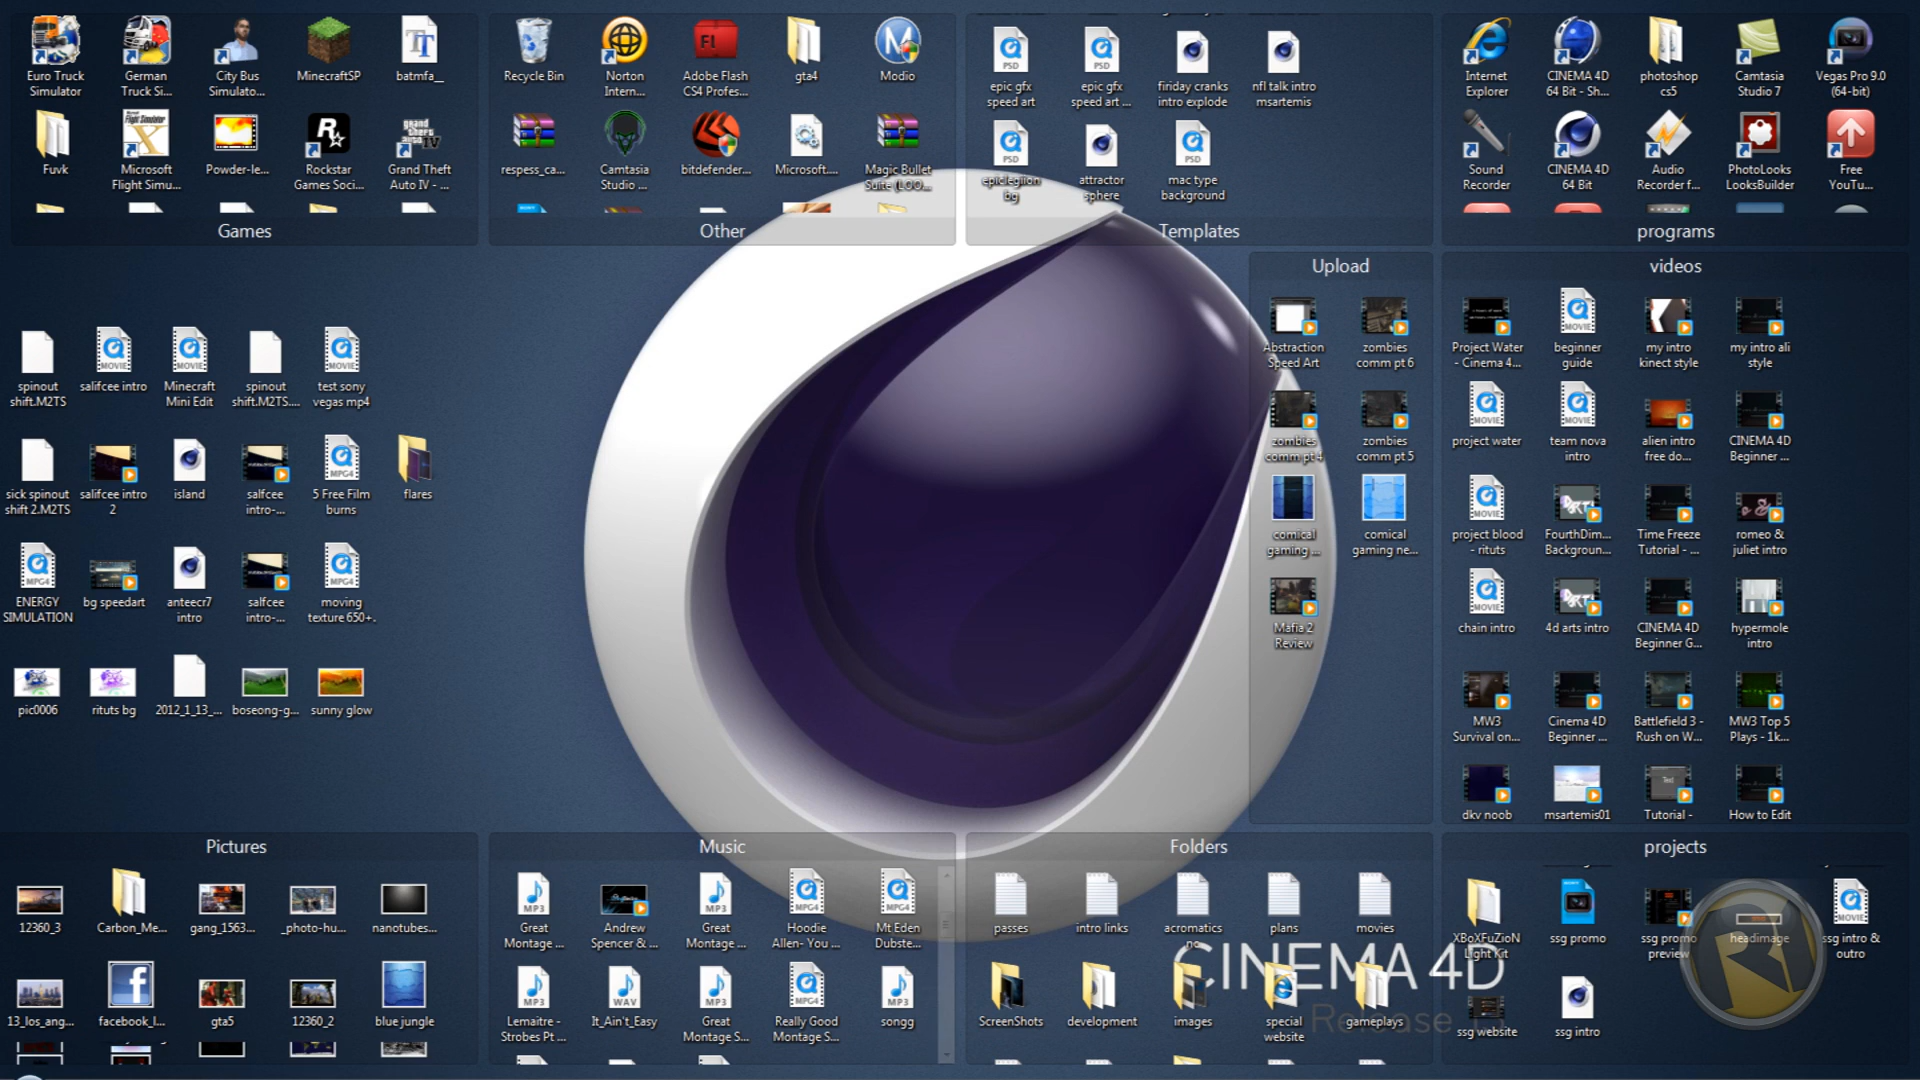 Euro Truck
Simulator
German
Truck Si...
City Bus
Simulato...
MinecraftSP
batmfa__
Fuvk
Microsoft
Flight Simu...
Powder-le...
Rockstar
Games Soci...
Grand Theft
Auto IV - ...
Games
Recycle Bin
Norton
Intern...
Adobe Flash
CS4 Profes...
gta4
Modio
respess_ca...
Camtasia
Studio ...
bitdefender...
Microsoft....
Magic Bullet
Suite (LOO...
Other
epic gfx
speed art
epic gfx
speed art ...
firiday cranks
intro explode
nfl talk intro
msartemis
epiclegiion
bg
attractor
sphere
mac type
background
Templates
Internet
Explorer
CINEMA 4D
64 Bit - Sh...
photoshop
cs5
Camtasia
Studio 7
Vegas Pro 9.0
(64-bit)
Sound
Recorder
CINEMA 4D
64 Bit
Audio
Recorder f...
PhotoLooks
LooksBuilder
Free
YouTu...
programs
spinout
shift.M2TS
salifcee intro
Minecraft
Mini Edit
spinout
shift.M2TS....
test sony
vegas mp4
sick spinout
shift 2.M2TS
salifcee intro
2
island
salfcee
intro-...
5 Free Film
burns
flares
ENERGY
SIMULATION
bg speedart
anteecr7
intro
salfcee
intro-...
moving
texture 650+.
pic0006
rituts bg
2012_1_13_...
boseong-g...
sunny glow
Upload
Abstraction
Speed Art
zombies
comm pt 6
zombies
comm pt 4
zombies
comm pt 5
comical
gaming ...
comical
gaming ne...
Mafia 2
Review
videos
Project Water
- Cinema 4...
beginner
guide
my intro
kinect style
my intro ali
style
project water
team nova
intro
alien intro
free do...
CINEMA 4D
Beginner ...
project blood
- rituts
FourthDim...
Backgroun...
Time Freeze
Tutorial - ...
romeo &
juliet intro
chain intro
4d arts intro
CINEMA 4D
Beginner G...
hypermole
intro
MW3
Survival on...
Cinema 4D
Beginner ...
Battlefield 3 -
Rush on W...
MW3 Top 5
Plays - 1k...
dkv noob
msartemis01
Tutorial -
How to Edit
Pictures
12360_3
Carbon_Me...
gang_1563...
_photo-hu...
nanotubes...
13_los_ang...
facebook_l...
gta5
12360_2
blue jungle
Music
Great
Montage ...
Andrew
Spencer & ...
Great
Montage ...
Hoodie
Allen- You ...
Mt Eden
Dubste...
Lemaitre -
Strobes Pt ...
It_Ain't_Easy
Great
Montage S...
Really Good
Montage S...
songg
Folders
passes
intro links
acromatics
plans
movies
ScreenShots
development
images
special
website
gameplays
CINEMA 4D
Release
projects
XBoXFuZioN
Light Kit
ssg promo
ssg promo
preview
headimage
ssg intro &
outro
ssg website
ssg intro